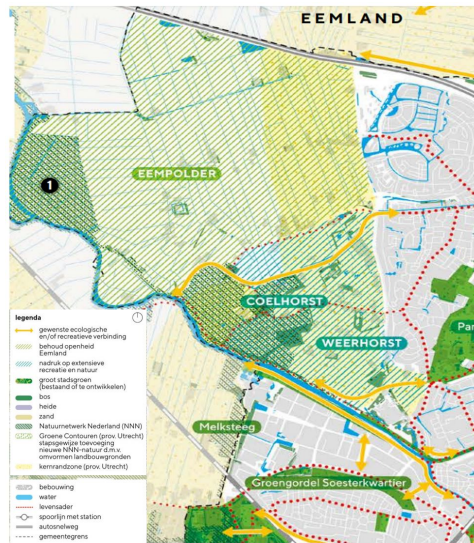 EEMLAND
EEMPOLDER
1
COELHORST
WEERHORST
Par
Melksteeg
Groengordel Soesterkwartier
legenda
gewenste ecologische
en/of recreatieve verbinding
behoud openheid
Eemland
nadruk op extensieve
recreatie en natuur
groot stadsgroen
(bestaand of te ontwikkelen)
bos
heide
zand
Natuurnetwerk Nederland (NNN)
Groene Contouren (prov. Utrecht)
stapsgewijze toevoeging
nieuwe NNN-natuur d.m.v.
omvormen landbouwgronden
kernrandzone (prov. Utrecht)
bebouwing
water
levensader
spoorlijn met station
autosnelweg
gemeentegrens